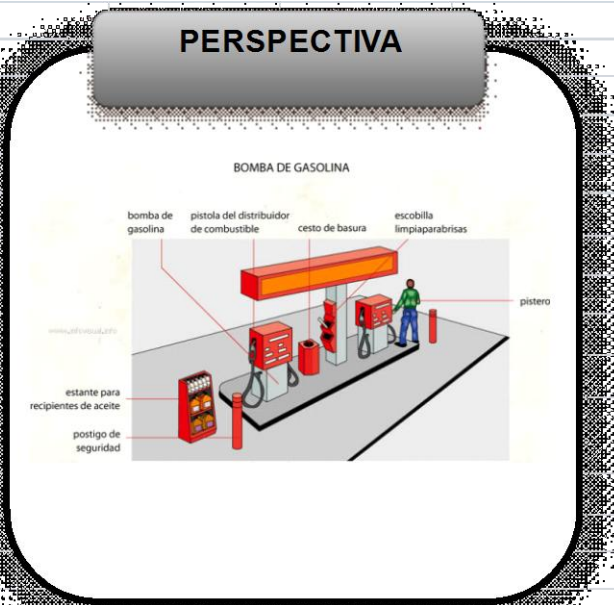 PERSPECTIVA
BOMBA DE GASOLINA
bomba de
gasolina
pistola del distribuidor
de combustible
cesto de basura
escobilla
limpiaparabrisas
pistero
estante para
recipientes de aceite
postigo de
seguridad